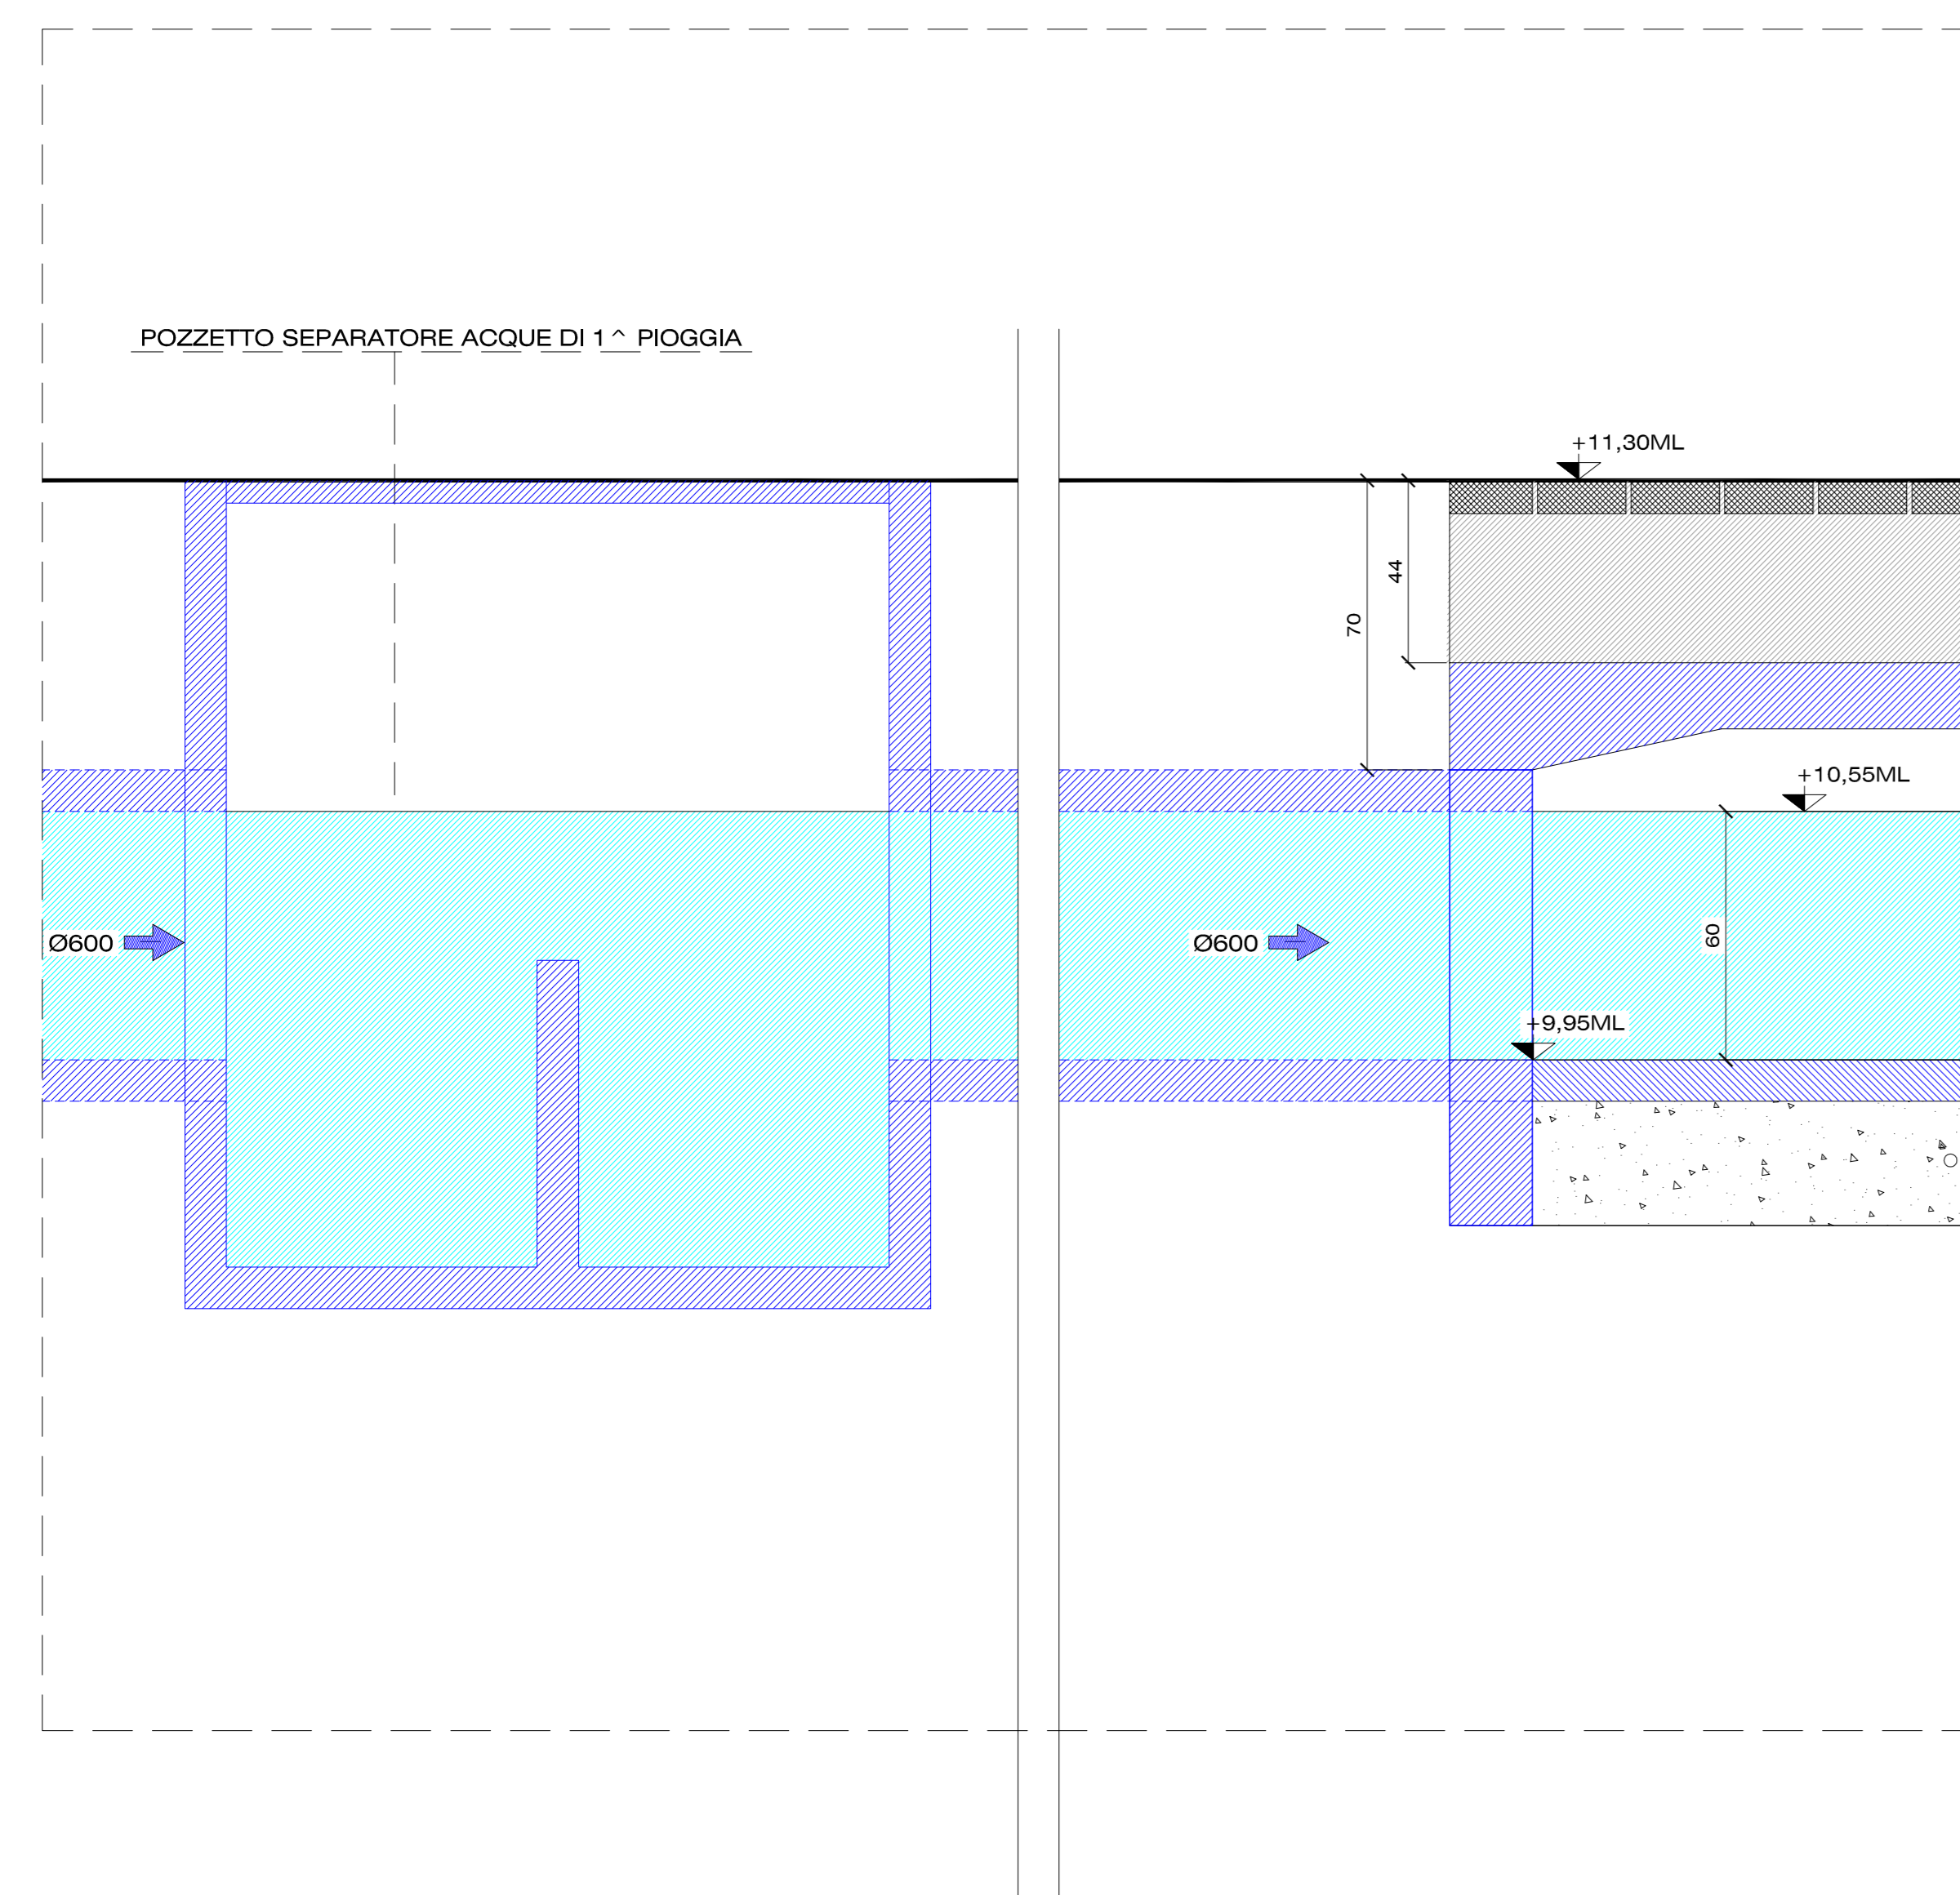 POZZETTO SEPARATORE ACQUE DI 1^ PIOGGIA
+11,30ML
44
70
+10,55ML
Ø600
Ø600
60
+9,95ML